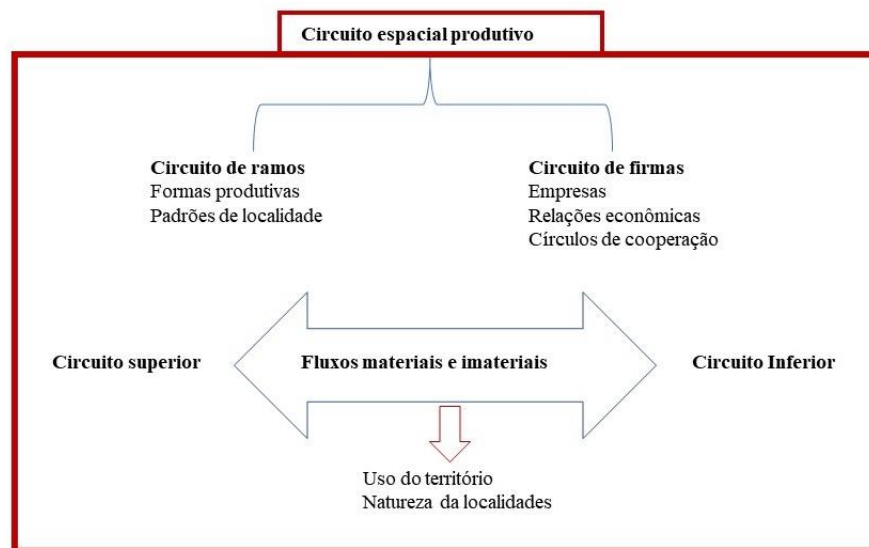 Circuito espacial produtivo
Circuito de ramos
Formas produtivas
Padrões de localidade
Circuito de firmas
Empresas
Relações econômicas
Círculos de cooperação
Circuito superior
Fluxos materiais e imateriais
Circuito Inferior
Uso do território
Natureza da localidades